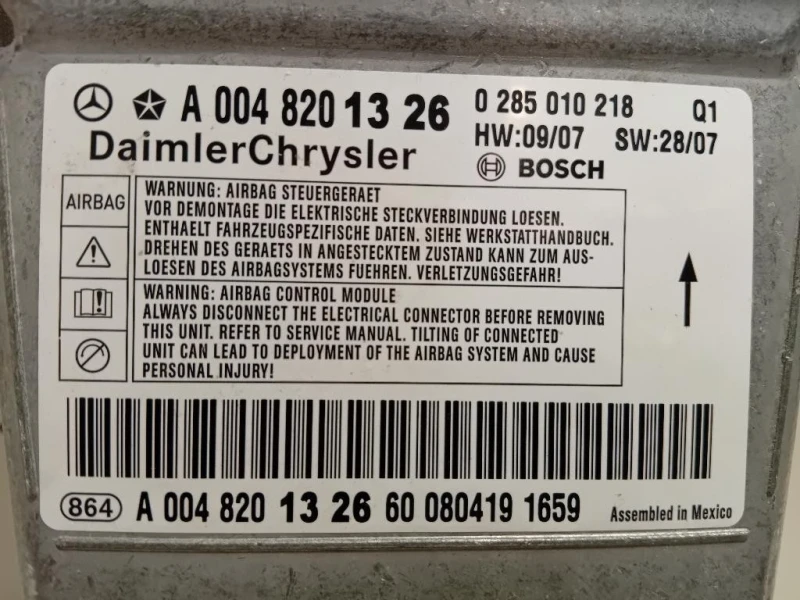 A 004 820 13 26 0 285 010 218 Q1
HW:09/07 SW:28/07
DaimlerChrysler BOSCH
AIRBAG
WARNUNG: AIRBAG STEUERGERAET
VOR DEMONTAGE DIE ELEKTRISCHE STECKVERBINDUNG LOESEN.
ENTHAELT FAHRZEUGSPEZIFISCHE DATEN. SIEHE WERKSTATTHANDBUCH.
DREHEN DES GERAETS IN ANGESTECKTEM ZUSTAND KANN ZUM AUS-
LOESEN DES AIRBAGSYSTEMS FUEHREN. VERLETZUNGSGEFAHR!
WARNING: AIRBAG CONTROL MODULE
ALWAYS DISCONNECT THE ELECTRICAL CONNECTOR BEFORE REMOVING
THIS UNIT. REFER TO SERVICE MANUAL. TILTING OF CONNECTED
UNIT CAN LEAD TO DEPLOYMENT OF THE AIRBAG SYSTEM AND CAUSE
PERSONAL INJURY!
864 A 004 820 13 26 60 080419 1659 Assembled in Mexico